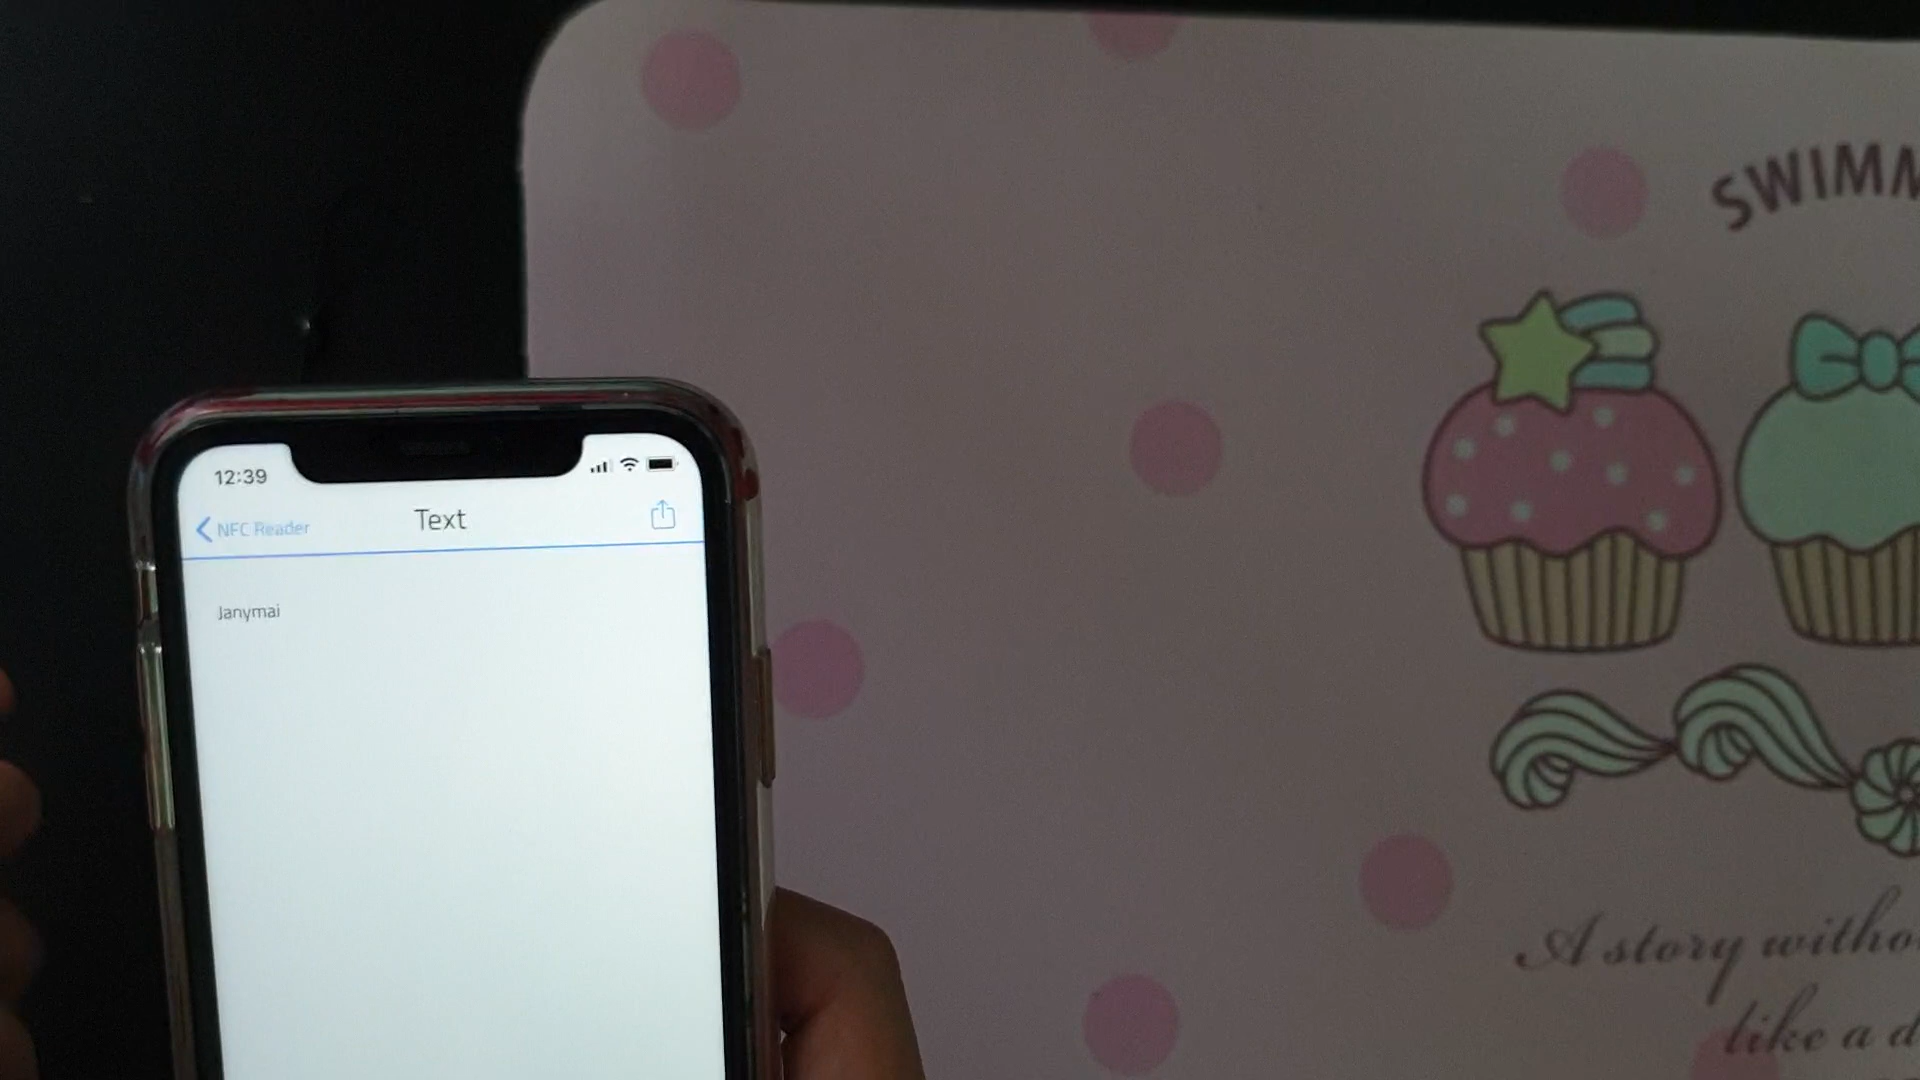 12:39
NFC Reader
Text
Janymai
SWIMM
A story witho
like a d